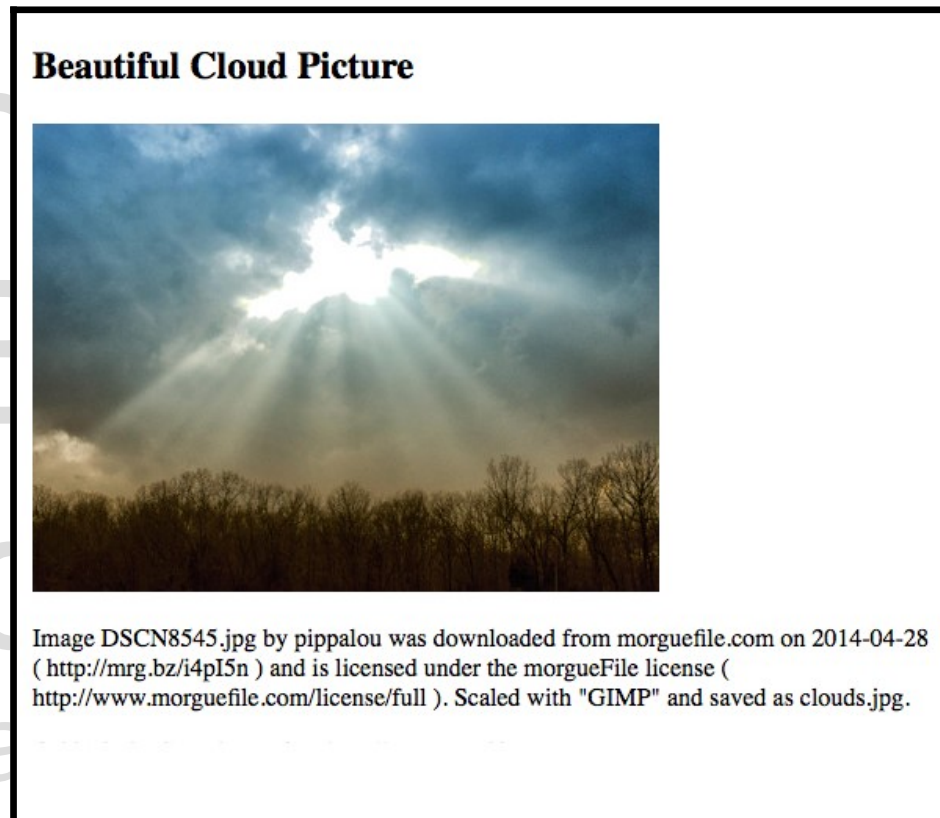 Beautiful Cloud Picture
Image DSCN8545.jpg by pippalou was downloaded from morguefile.com on 2014-04-28
( http://mrg.bz/i4pI5n ) and is licensed under the morgueFile license (
http://www.morguefile.com/license/full ). Scaled with "GIMP" and saved as clouds.jpg.